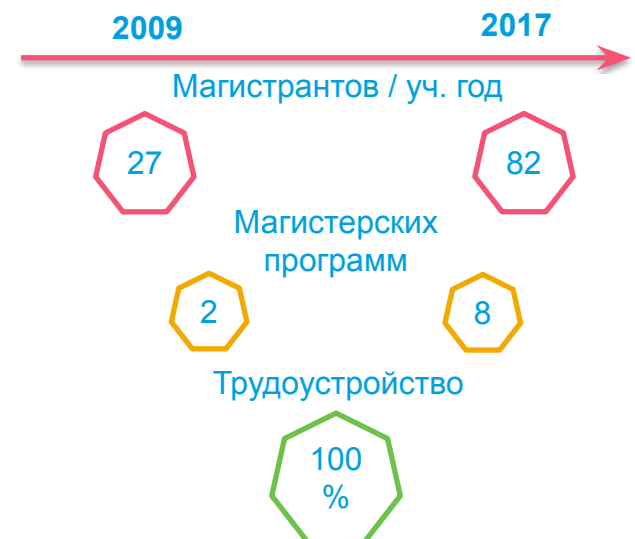 2009 2017
Магистрантов / уч. год
27 82
Магистерских
программ
2 8
Трудоустройство
100
%